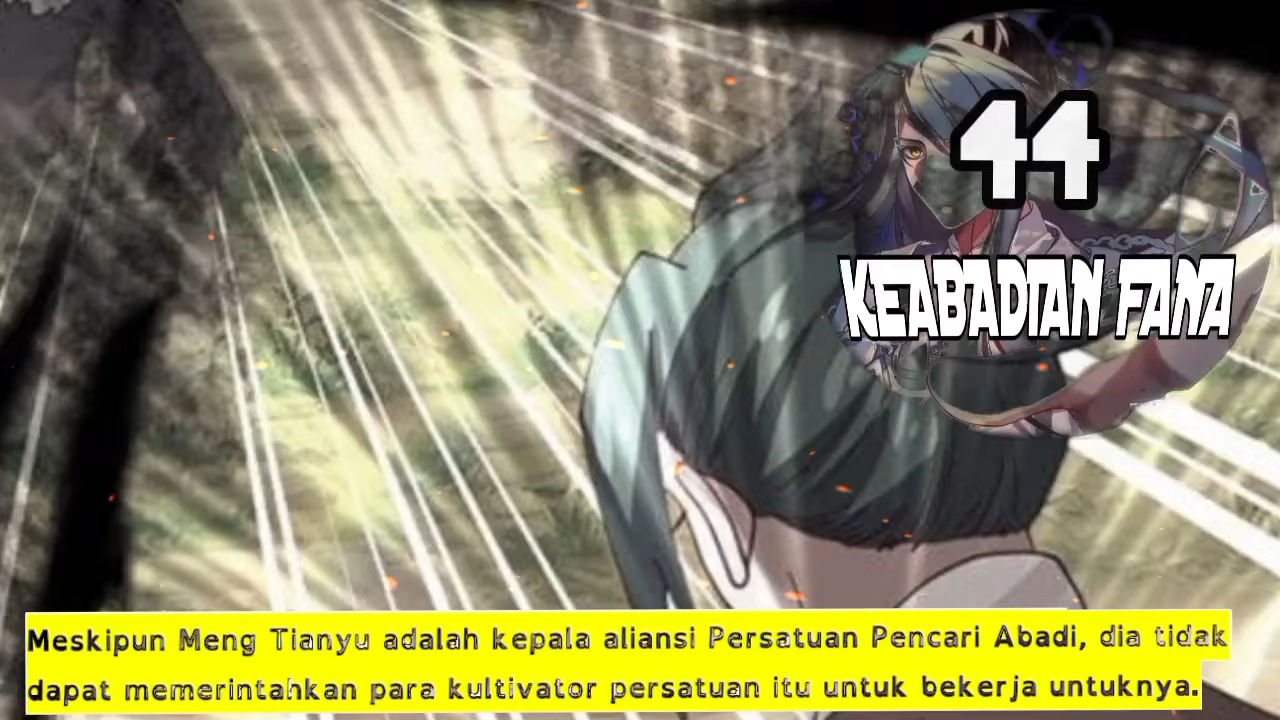 44
KEABADIAN FANA
Meskipun Meng Tianyu adalah kepala aliansi Persatuan Pencari Abadi, dia tidak
dapat memerintahkan para kultivator persatuan itu untuk bekerja untuknya.